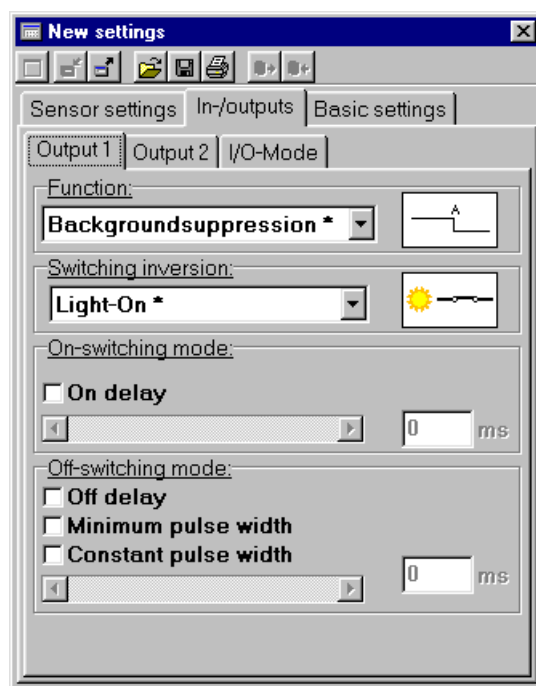 New settings
Sensor settings In-/outputs Basic settings
Output 1 Output 2 I/O-Mode
Function:
Backgroundsuppression *
A
Switching inversion:
Light-On *
On-switching mode:
On delay
0 ms
Off-switching mode:
Off delay
Minimum pulse width
Constant pulse width
0 ms